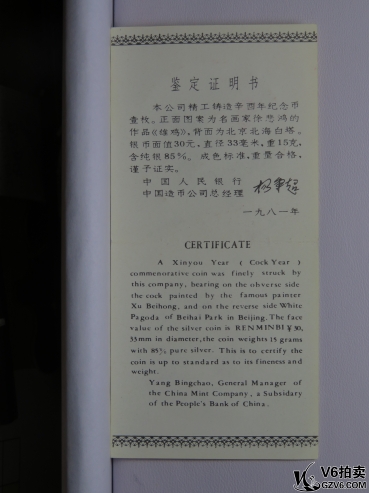 鉴定证明书
本公司精工铸造辛酉年纪念币
壹枚。正面图案为名画家徐悲鸿的
作品《雄鸡》,背面为北京北海白塔。
银币面值30元,直径33毫米,重15克,
含纯银85%。成色标准,重量合格,
谨予证实。
中国人民银行
中国造币公司总经理
一九八一年
CERTIFICATE
A Xinyou Year ( Cock Year )
commemorative coin was finely struck by
this company, bearing on the obverse side
the cock painted by the famous painter
Xu Beihong, and on the reverse side White
Pagoda of Beihai Park in Beijing. The face
value of the silver coin is RENMINBI ¥ 30,
33mm in diameter, the coin weights 15 grams
with 85% pure silver. This is to certify the
coin is up to standard as to its fineness and
weight.
Yang Bingchao, General Manager of
the China Mint Company, a Subsidary
of the People's Bank of China.
V6拍卖
GZV6.COM